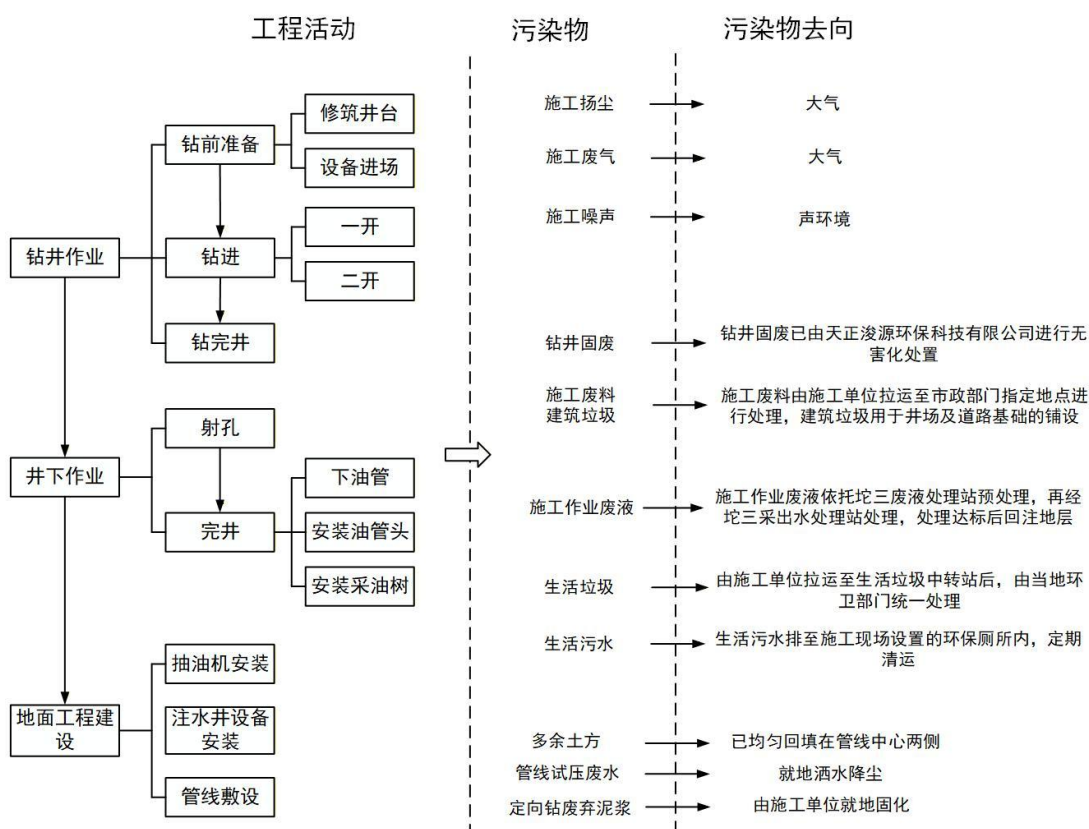 工程活动
污染物
污染物去向
修筑井台
钻前准备
设备进场
一开
钻井作业
钻进
二开
钻完井
射孔
井下作业
下油管
完井
安装油管头
安装采油树
抽油机安装
地面工程建
设
注水井设备
安装
管线敷设
施工扬尘
大气
施工废气
大气
施工噪声
声环境
钻井固废
钻井固废已由天正浚源环保科技有限公司进行无
害化处置
施工废料
建筑垃圾
施工废料由施工单位拉运至市政部门指定地点进
行处理，建筑垃圾用于井场及道路基础的铺设
施工作业废液
施工作业废液依托坨三废液处理站预处理，再经
坨三采出水处理站处理，处理达标后回注地层
生活垃圾
由施工单位拉运至生活垃圾中转站后，由当地环
卫部门统一处理
生活污水
生活污水排至施工现场设置的环保厕所内，定期
清运
多余土方
已均匀回填在管线中心两侧
管线试压废水
就地洒水降尘
定向钻废弃泥浆
由施工单位就地固化